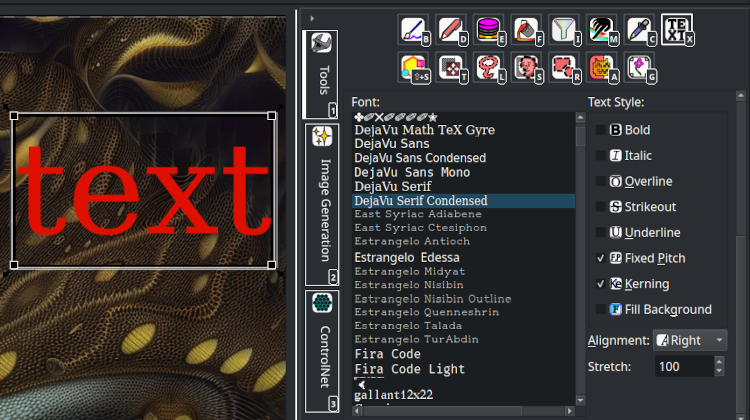 B
D
E
F
I
M
C
TEXT
X
⇧+S
T
L
S
R
A
G
Tools
1
Image Generation
2
ControlNet
3
text
Font:
DejaVu Math TeX Gyre
DejaVu Sans
DejaVu Sans Condensed
DejaVu Sans Mono
DejaVu Serif
DejaVu Serif Condensed
East Syriac Adiabene
East Syriac Ctesiphon
Estrangelo Antioch
Estrangelo Edessa
Estrangelo Midyat
Estrangelo Nisibin
Estrangelo Nisibin Outline
Estrangelo Quenneshrin
Estrangelo Talada
Estrangelo TurAbdin
Fira Code
Fira Code Light
gallant12x22
Text Style:
B Bold
I Italic
O Overline
S Strikeout
U Underline
Fixed Pitch
Ke Kerning
F Fill Background
Alignment: A Right
Stretch: 100